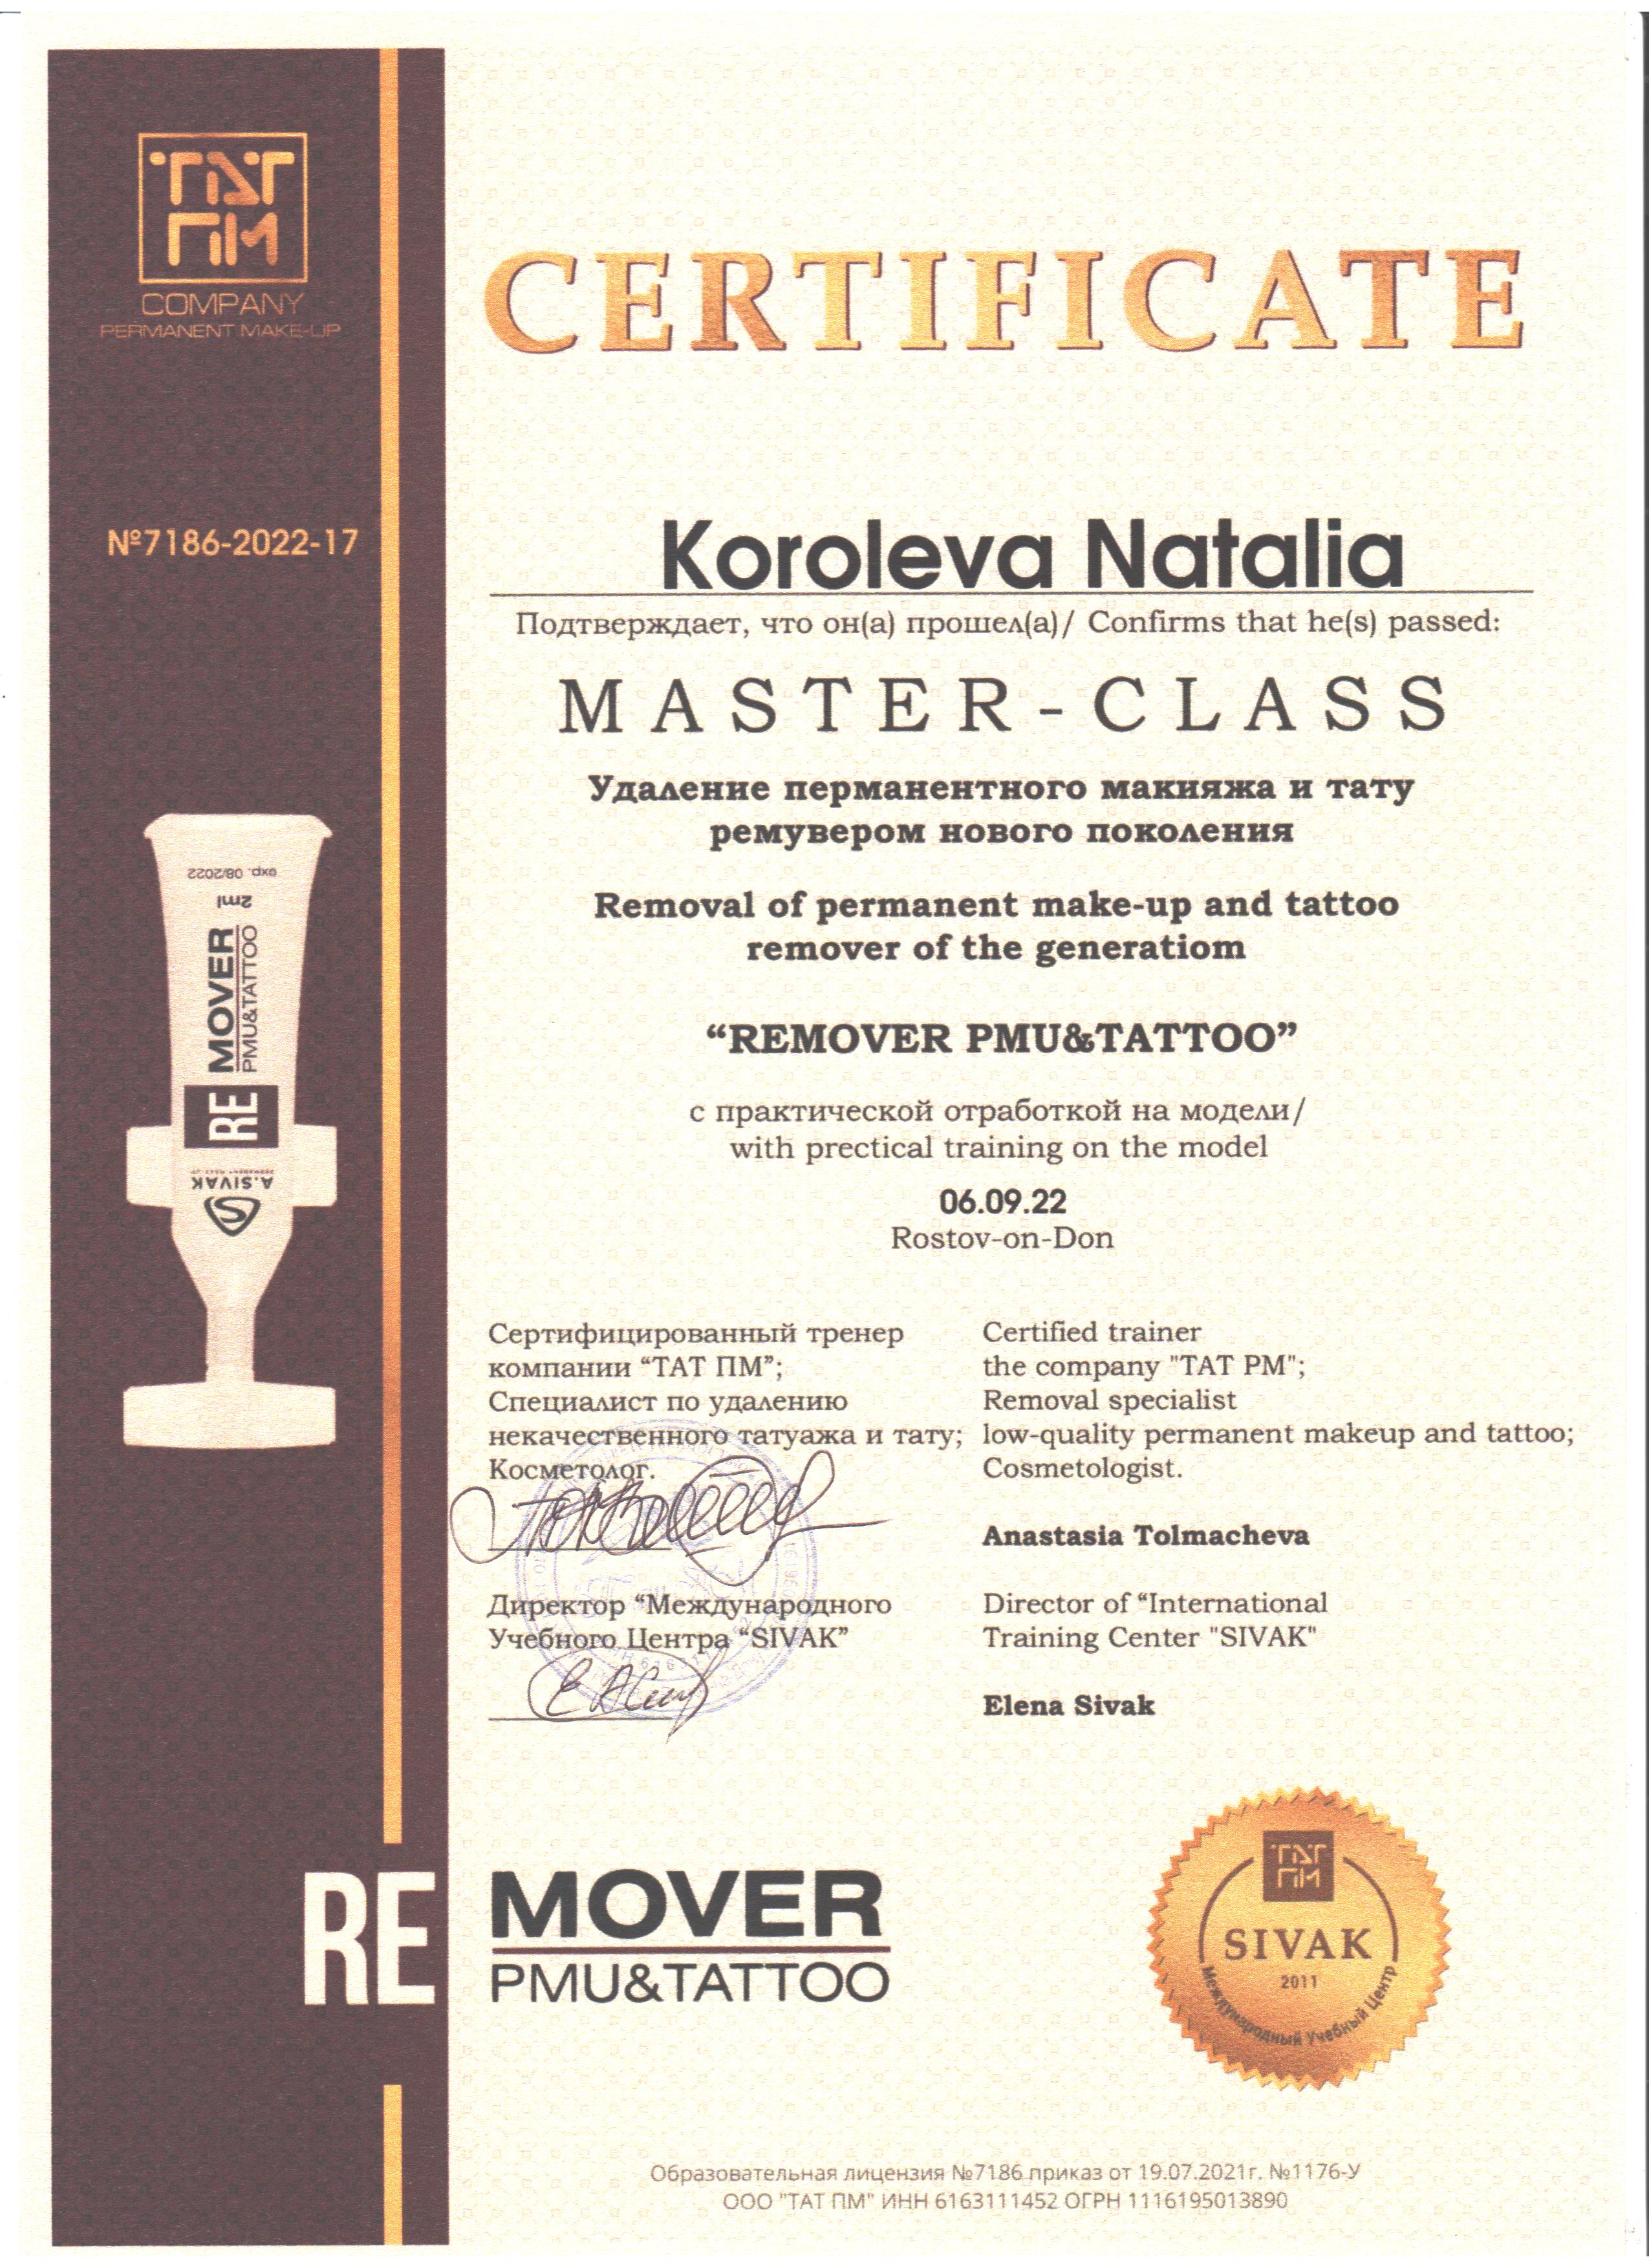 ТАТ
ПМ
COMPANY
PERMANENT MAKE-UP
CERTIFICATE
№7186-2022-17
Koroleva Natalia
Подтверждает, что он(а) прошел(а)/ Confirms that he(s) passed:
MASTER-CLASS
Удаление перманентного макияжа и тату
ремувером нового поколения
Removal of permanent make-up and tattoo
remover of the generatiom
“REMOVER PMU&TATTOO”
с практической отработкой на модели/
with prectical training on the model
06.09.22
Rostov-on-Don
exp. 08/2022
2ml
RE MOVER
PMU&TATTOO
A.SIVAK
PERMANENT MAKE-UP
Сертифицированный тренер
компании “ТАТ ПМ”;
Специалист по удалению
некачественного татуажа и тату;
Косметолог.
Certified trainer
the company "TAT PM";
Removal specialist
low-quality permanent makeup and tattoo;
Cosmetologist.
Anastasia Tolmacheva
Директор “Международного
Учебного Центра “SIVAK”
Director of “International
Training Center "SIVAK"
Elena Sivak
RE MOVER
PMU&TATTOO
ТАТ
ПМ
SIVAK
2011
Международный Учебный Центр
Образовательная лицензия №7186 приказ от 19.07.2021г. №1176-У
ООО "ТАТ ПМ" ИНН 6163111452 ОГРН 1116195013890